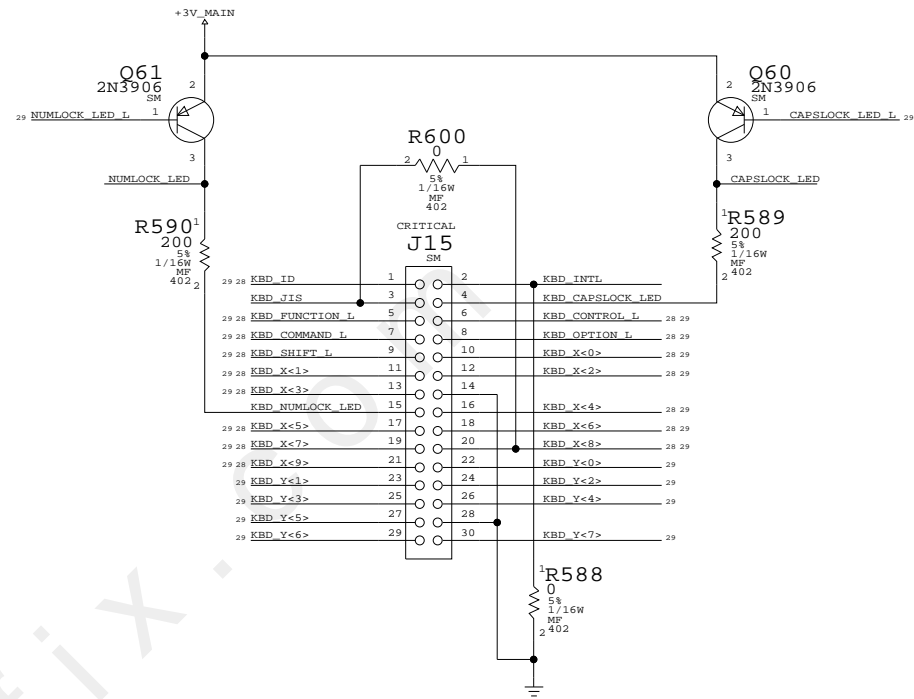 +3V_MAIN
Q61
2N3906
SM
2
1
3
29 NUMLOCK_LED_L
NUMLOCK_LED
Q60
2N3906
SM
2
1
3
CAPSLOCK_LED_L 29
CAPSLOCK_LED
R600
0
2 1
5%
1/16W
MF
402
R590
1
200
5%
1/16W
MF
402
2
R589
1
200
5%
1/16W
MF
402
2
CRITICAL
J15
SM
29 28 KBD_ID 1 2 KBD_INTL
KBD_JIS 3 4 KBD_CAPSLOCK_LED
29 28 KBD_FUNCTION_L 5 6 KBD_CONTROL_L 28 29
29 28 KBD_COMMAND_L 7 8 KBD_OPTION_L 28 29
29 28 KBD_SHIFT_L 9 10 KBD_X<0> 28 29
29 28 KBD_X<1> 11 12 KBD_X<2> 28 29
29 28 KBD_X<3> 13 14
KBD_NUMLOCK_LED 15 16 KBD_X<4> 28 29
29 28 KBD_X<5> 17 18 KBD_X<6> 28 29
29 28 KBD_X<7> 19 20 KBD_X<8> 28 29
29 28 KBD_X<9> 21 22 KBD_Y<0> 29
29 KBD_Y<1> 23 24 KBD_Y<2> 29
29 KBD_Y<3> 25 26 KBD_Y<4> 29
29 KBD_Y<5> 27 28
29 KBD_Y<6> 29 30 KBD_Y<7> 29
R588
1
0
5%
1/16W
MF
402
2
fix.com